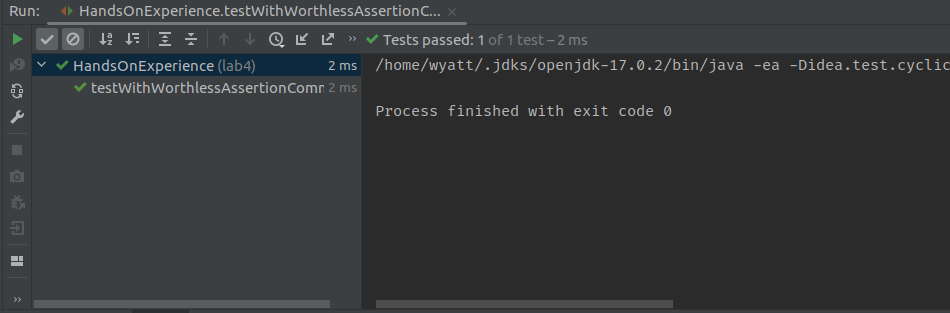 Run: HandsOnExperience.testWithWorthlessAssertionC...
» Tests passed: 1 of 1 test – 2 ms
HandsOnExperience (lab4) 2 ms
testWithWorthlessAssertionComm 2 ms
/home/wyatt/.jdks/openjdk-17.0.2/bin/java -ea -Didea.test.cyclic
Process finished with exit code 0
»